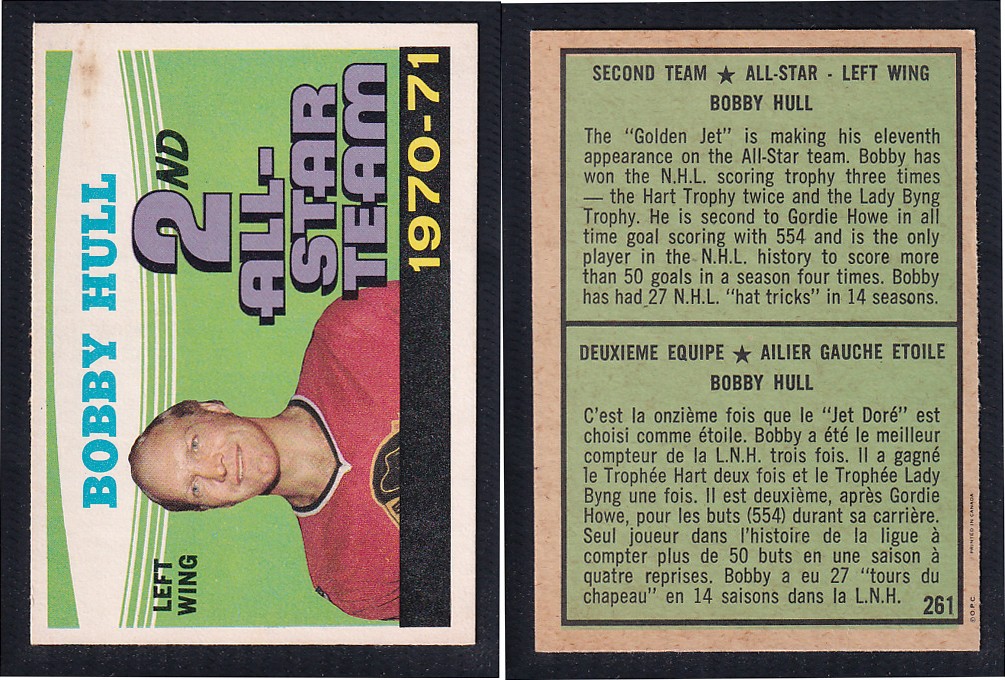 BOBBY HULL
2ND
ALL-
STAR
TEAM
1970-71
LEFT
WING
SECOND TEAM ★ ALL-STAR - LEFT WING
BOBBY HULL
The "Golden Jet" is making his eleventh
appearance on the All-Star team. Bobby has
won the N.H.L. scoring trophy three times
— the Hart Trophy twice and the Lady Byng
Trophy. He is second to Gordie Howe in all
time goal scoring with 554 and is the only
player in the N.H.L. history to score more
than 50 goals in a season four times. Bobby
has had 27 N.H.L. "hat tricks" in 14 seasons.
DEUXIEME EQUIPE ★ AILIER GAUCHE ETOILE
BOBBY HULL
C'est la onzième fois que le "Jet Doré" est
choisi comme étoile. Bobby a été le meilleur
compteur de la L.N.H. trois fois. Il a gagné
le Trophée Hart deux fois et le Trophée Lady
Byng une fois. Il est deuxième, après Gordie
Howe, pour les buts (554) durant sa carrière.
Seul joueur dans l'histoire de la ligue à
compter plus de 50 buts en une saison à
quatre reprises. Bobby a eu 27 "tours du
chapeau" en 14 saisons dans la L.N.H.
261
©O.P.C. PRINTED IN CANADA